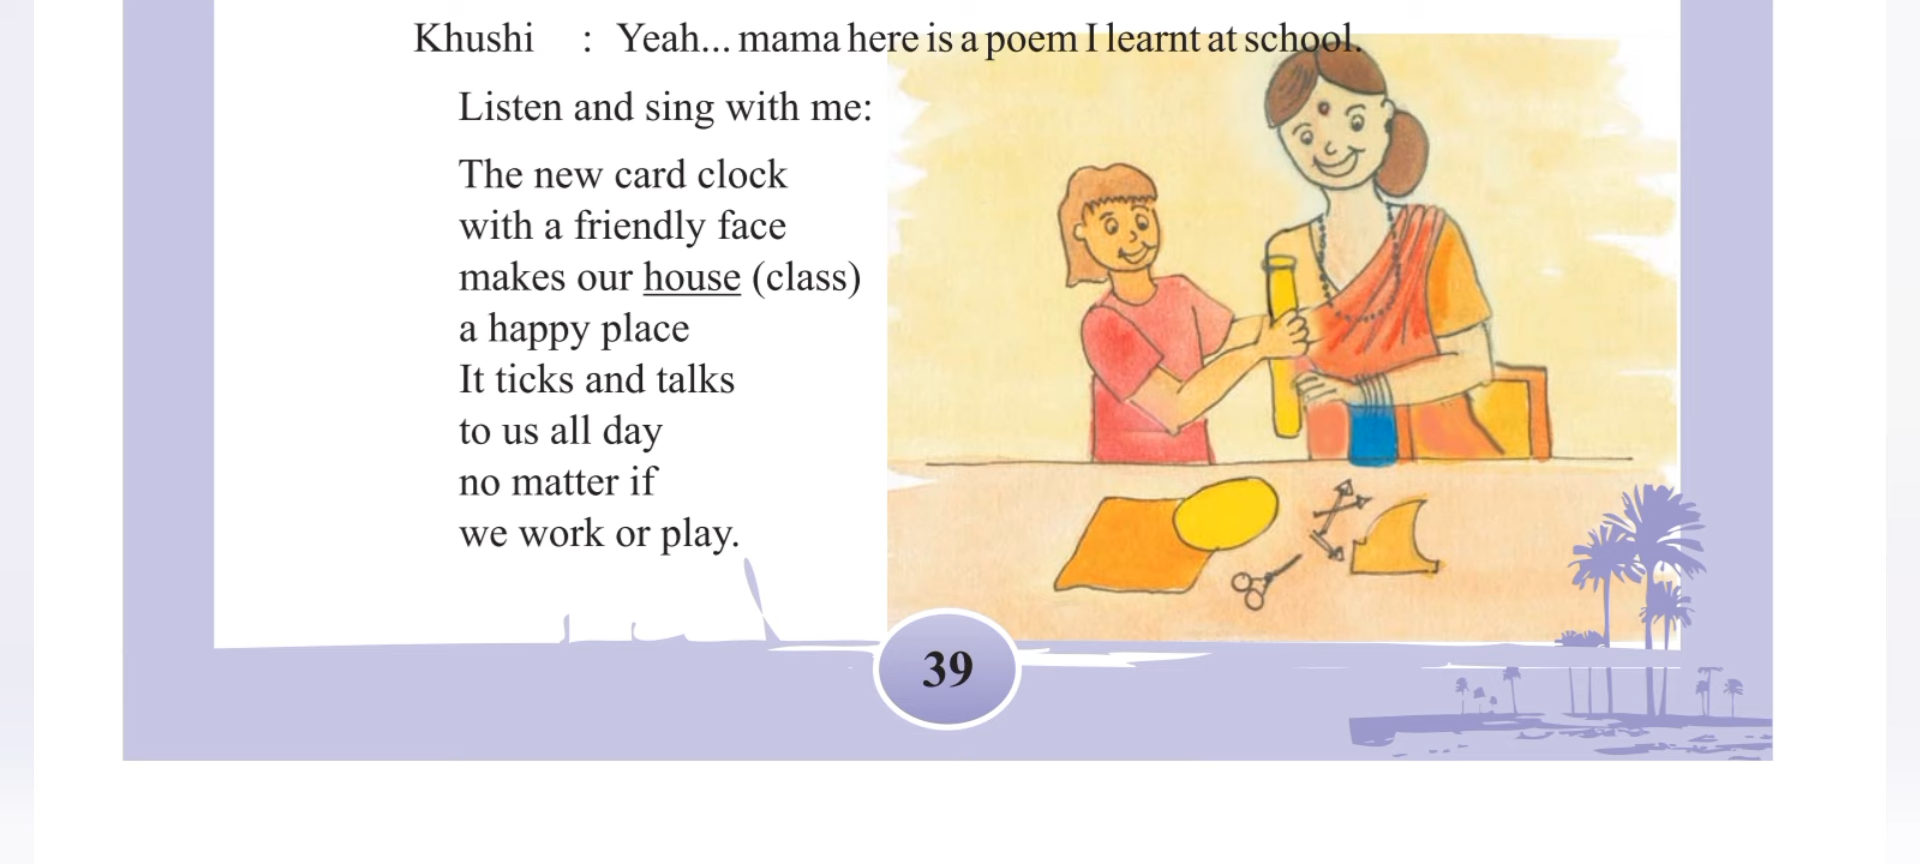 Khushi : Yeah... mama here is a poem I learnt at school.
Listen and sing with me:
The new card clock
with a friendly face
makes our house (class)
a happy place
It ticks and talks
to us all day
no matter if
we work or play.
39